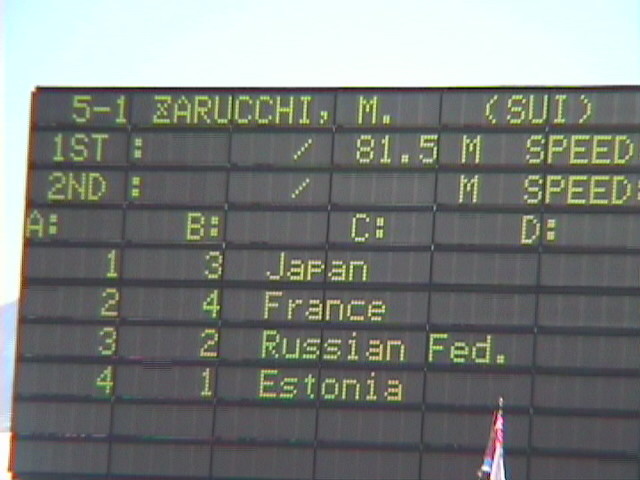 5-1 ZARUCCHI, M. (SUI)
1ST : / 81.5 M SPEED
2ND : / M SPEED:
A: B: C: D:
1 3 Japan
2 4 France
3 2 Russian Fed.
4 1 Estonia